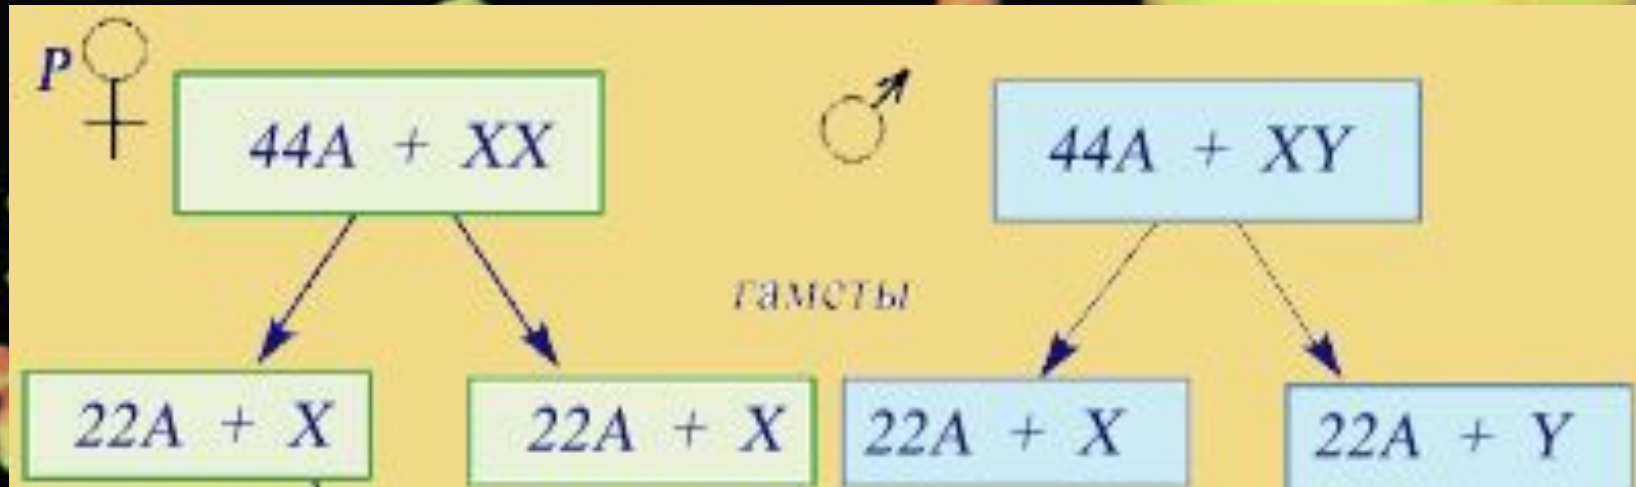 P
44A + XX
44A + XY
гаметы
22A + X
22A + X
22A + X
22A + Y